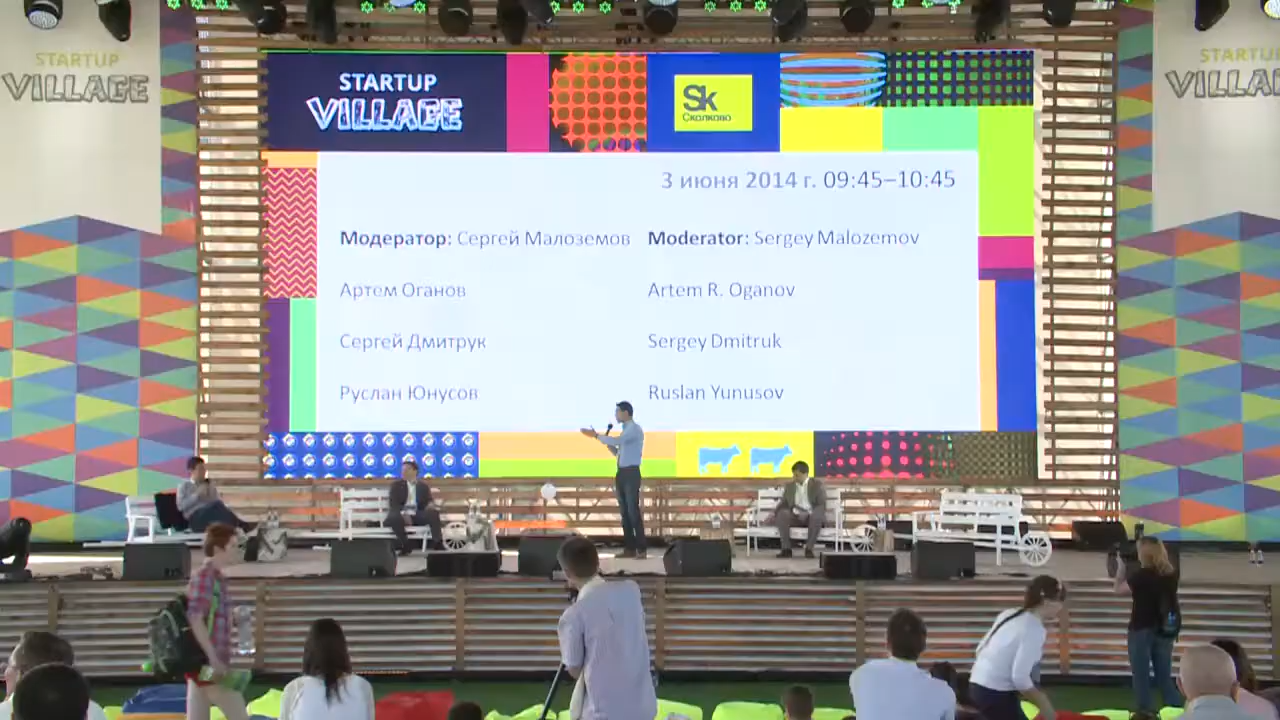 STARTUP
VILLAGE
STARTUP
VILLAGE
Sk
Сколково
STARTUP
3 июня 2014 г. 09:45–10:45
Модератор: Сергей Малоземов
Moderator: Sergey Malozemov
Артем Оганов
Artem R. Oganov
Сергей Дмитрук
Sergey Dmitruk
Руслан Юнусов
Ruslan Yunusov